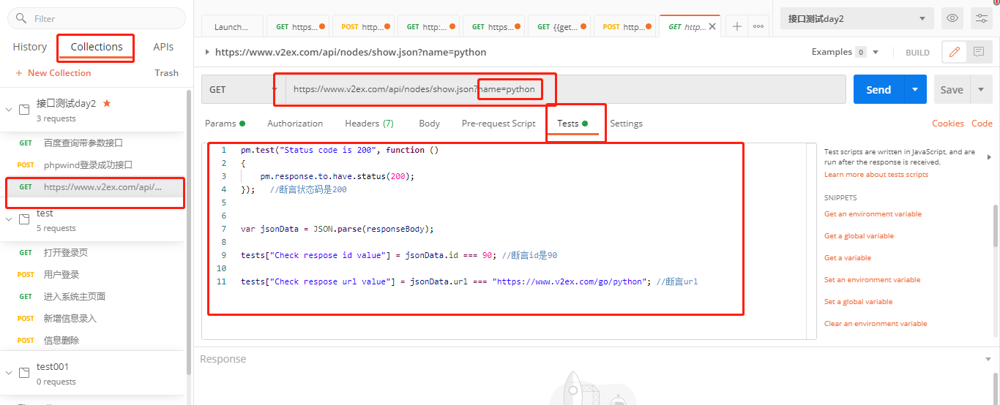 Filter
History
Collections
APIs
+ New Collection
Trash
接口测试day2 ★
3 requests
GET 百度查询带参数接口
POST phpwind登录成功接口
GET https://www.v2ex.com/api/...
test
5 requests
GET 打开登录页
POST 用户登录
GET 进入系统主页面
POST 新增信息录入
POST 信息删除
test001
0 requests
Launch...
GET https...
POST http...
GET http:...
GET https...
GET {{get...
POST http...
GET http...
接口测试day2
https://www.v2ex.com/api/nodes/show.json?name=python
Examples 0
BUILD
GET
https://www.v2ex.com/api/nodes/show.json?name=python
Send
Save
Params
Authorization
Headers (7)
Body
Pre-request Script
Tests
Settings
Cookies
Code
1 pm.test("Status code is 200", function ()
2 {
3 pm.response.to.have.status(200);
4 }); //断言状态码是200
5
6
7 var jsonData = JSON.parse(responseBody);
8
9 tests["Check respose id value"] = jsonData.id === 90; //断言id是90
10
11 tests["Check respose url value"] = jsonData.url === "https://www.v2ex.com/go/python"; //断言url
Test scripts are written in JavaScript, and are
run after the response is received.
Learn more about tests scripts
SNIPPETS
Get an environment variable
Get a global variable
Get a variable
Set an environment variable
Set a global variable
Clear an environment variable
Response